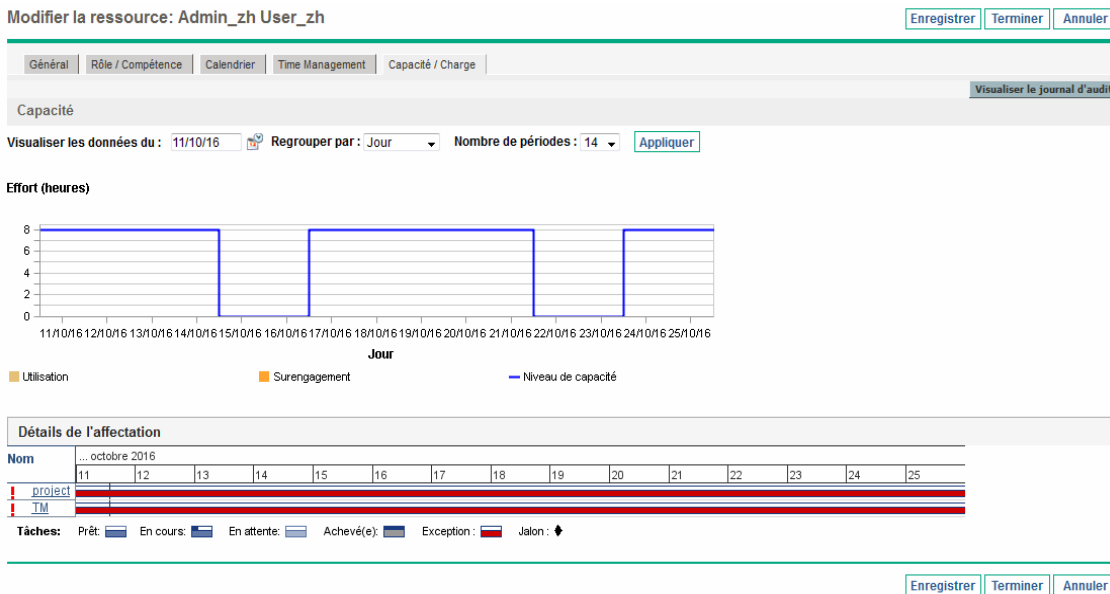 Modifier la ressource: Admin_zh User_zh
Enregistrer Terminer Annuler
Général Rôle / Compétence Calendrier Time Management Capacité / Charge
Visualiser le journal d'audit
Capacité
Visualiser les données du : 11/10/16 Regrouper par : Jour Nombre de périodes : 14 Appliquer
Effort (heures)
8
6
4
2
0
11/10/16 12/10/16 13/10/16 14/10/16 15/10/16 16/10/16 17/10/16 18/10/16 19/10/16 20/10/16 21/10/16 22/10/16 23/10/16 24/10/16 25/10/16
Jour
Utilisation Surengagement Niveau de capacité
Détails de l'affectation
Nom ... octobre 2016
11 12 13 14 15 16 17 18 19 20 21 22 23 24 25
project
TM
Tâches: Prêt: En cours: En attente: Achevé(e): Exception : Jalon :
Enregistrer Terminer Annuler